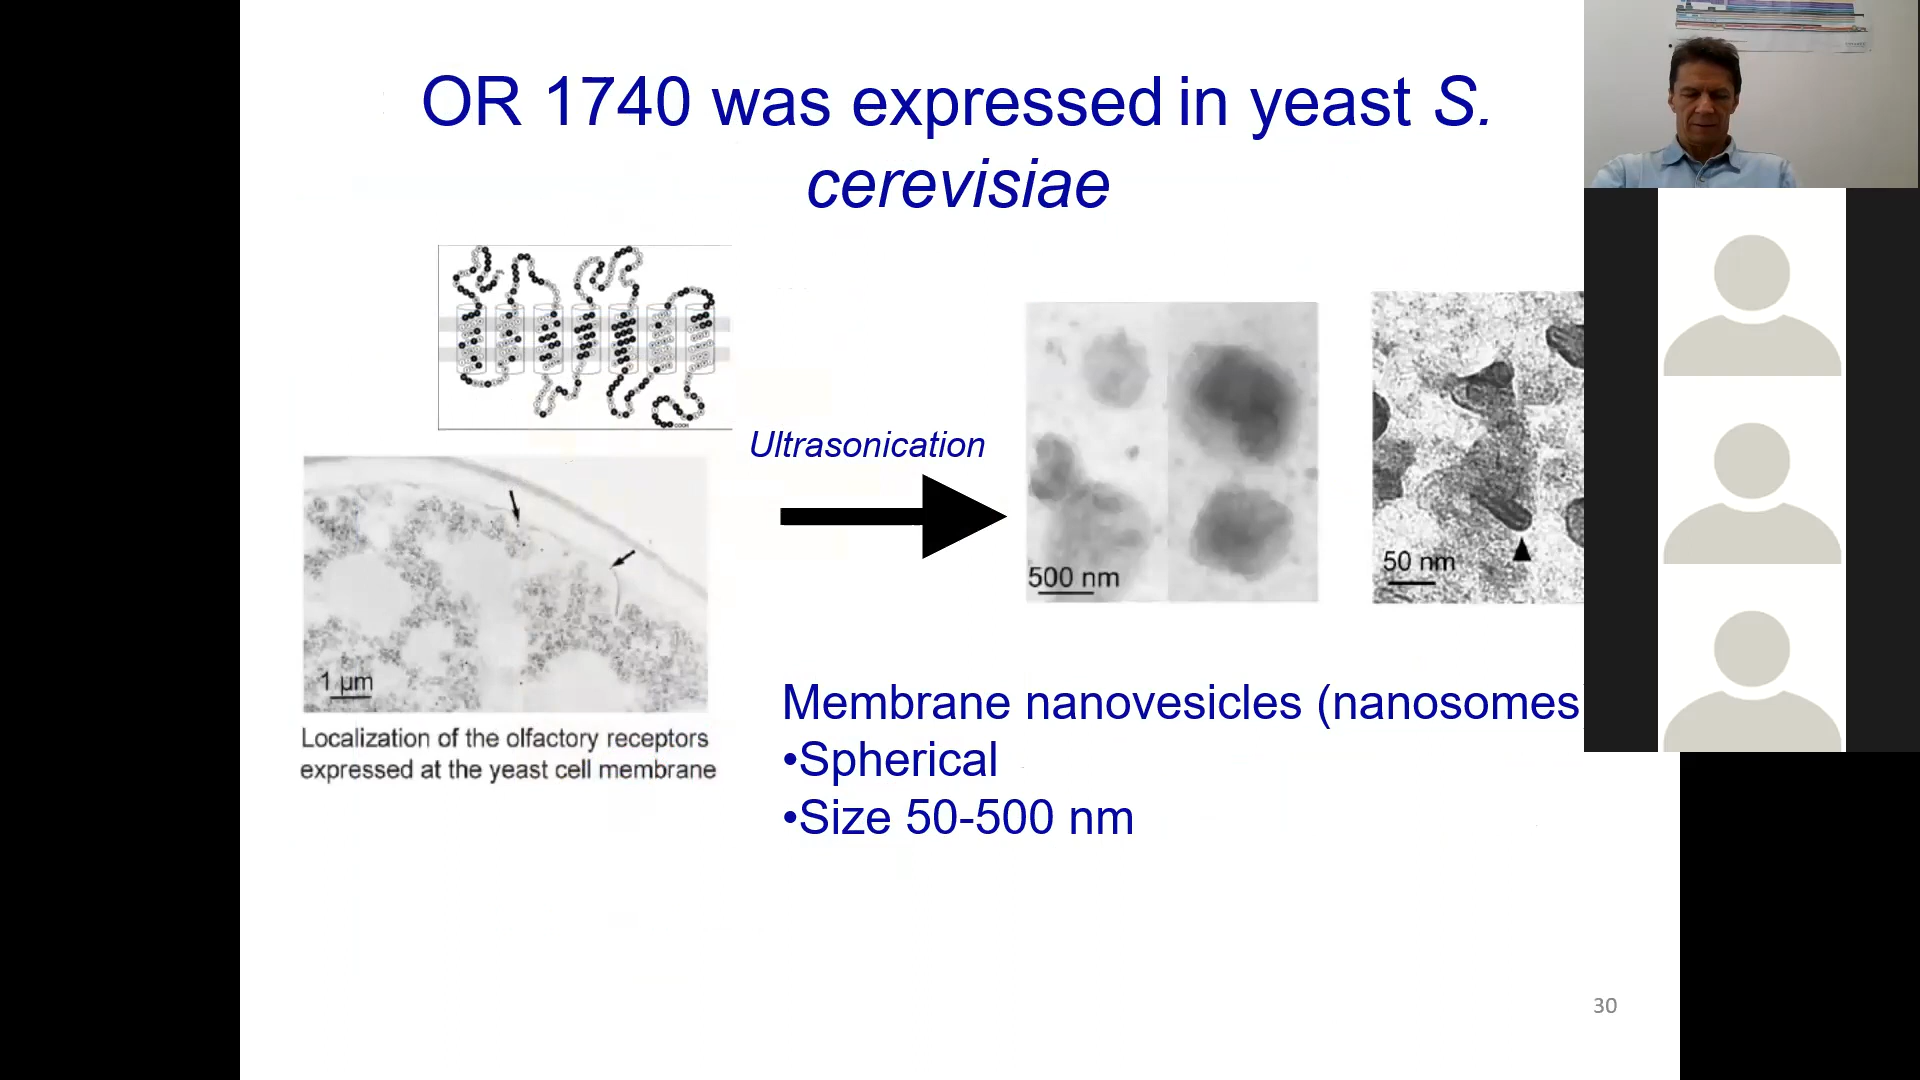 OR 1740 was expressed in yeast S.
cerevisiae
COOH
Ultrasonication
500 nm
50 nm
1 µm
Localization of the olfactory receptors
expressed at the yeast cell membrane
Membrane nanovesicles (nanosomes
•Spherical
•Size 50-500 nm
30